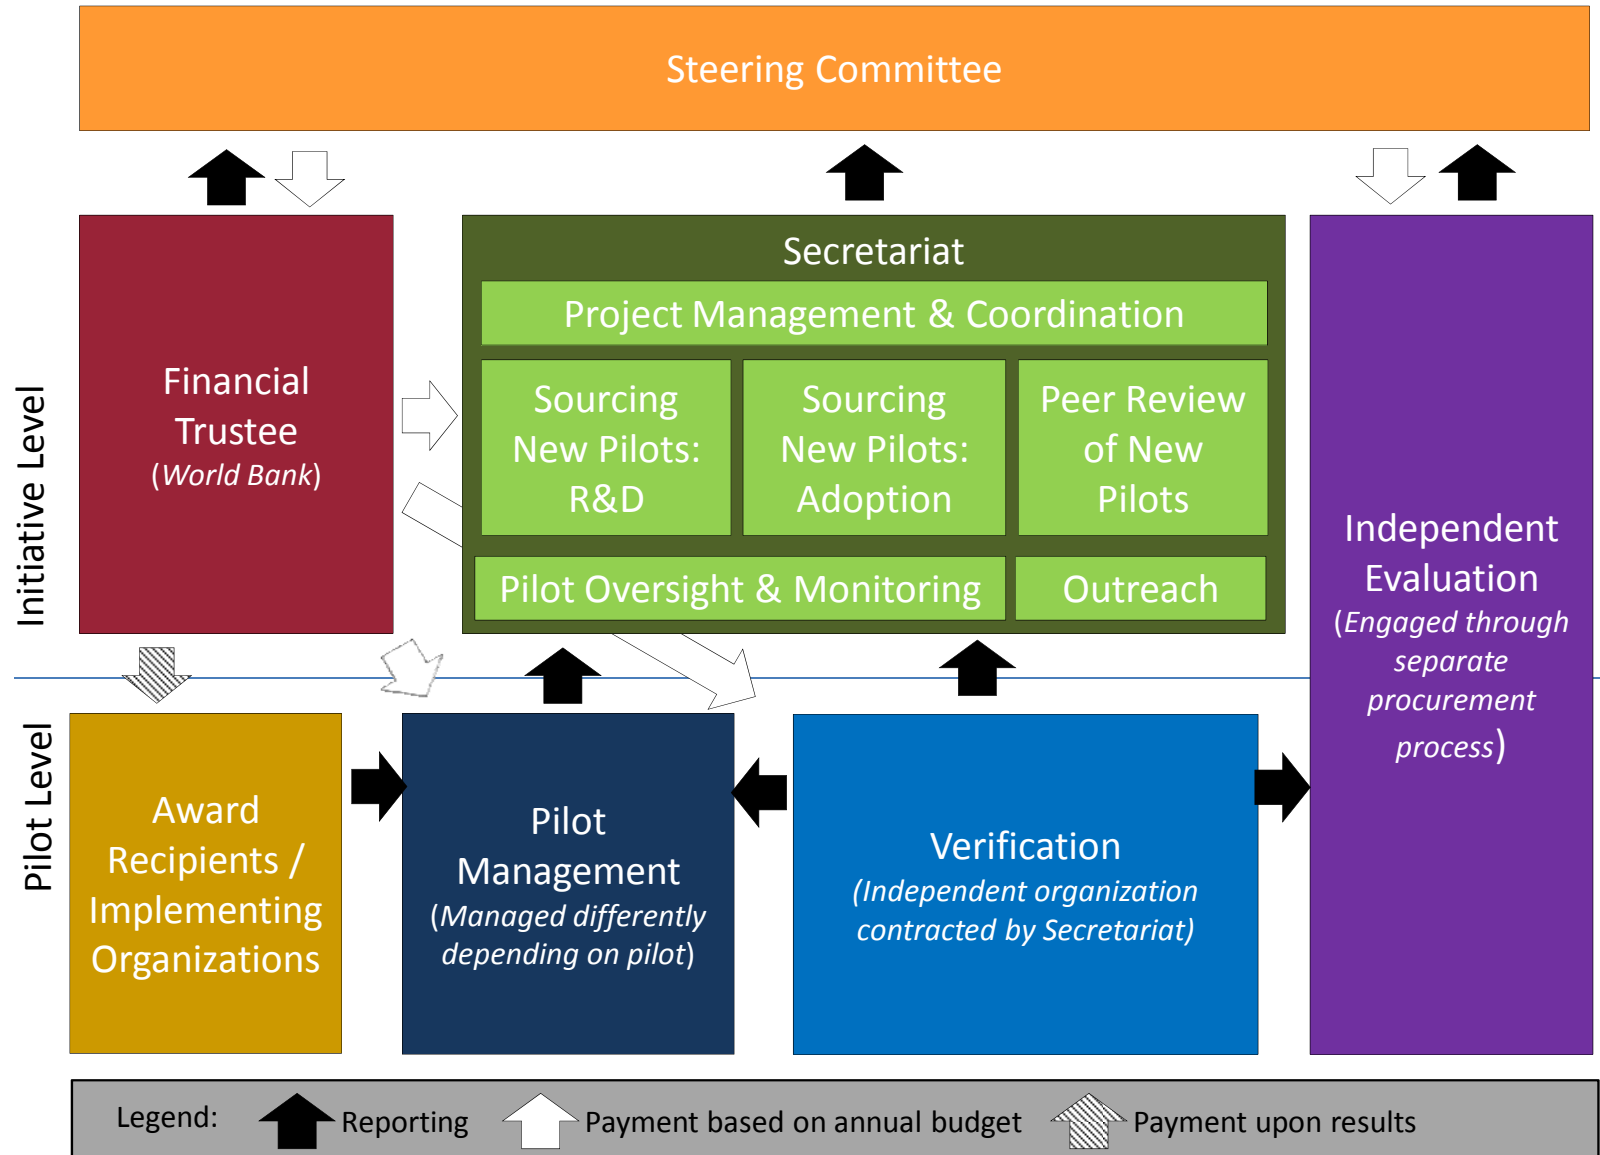 Steering Committee
Initiative Level
Financial
Trustee
(World Bank)
Secretariat
Project Management & Coordination
Sourcing
New Pilots:
R&D
Sourcing
New Pilots:
Adoption
Peer Review
of New
Pilots
Pilot Oversight & Monitoring
Outreach
Independent
Evaluation
(Engaged through
separate
procurement
process)
Pilot Level
Award
Recipients /
Implementing
Organizations
Pilot
Management
(Managed differently
depending on pilot)
Verification
(Independent organization
contracted by Secretariat)
Legend:
Reporting
Payment based on annual budget
Payment upon results